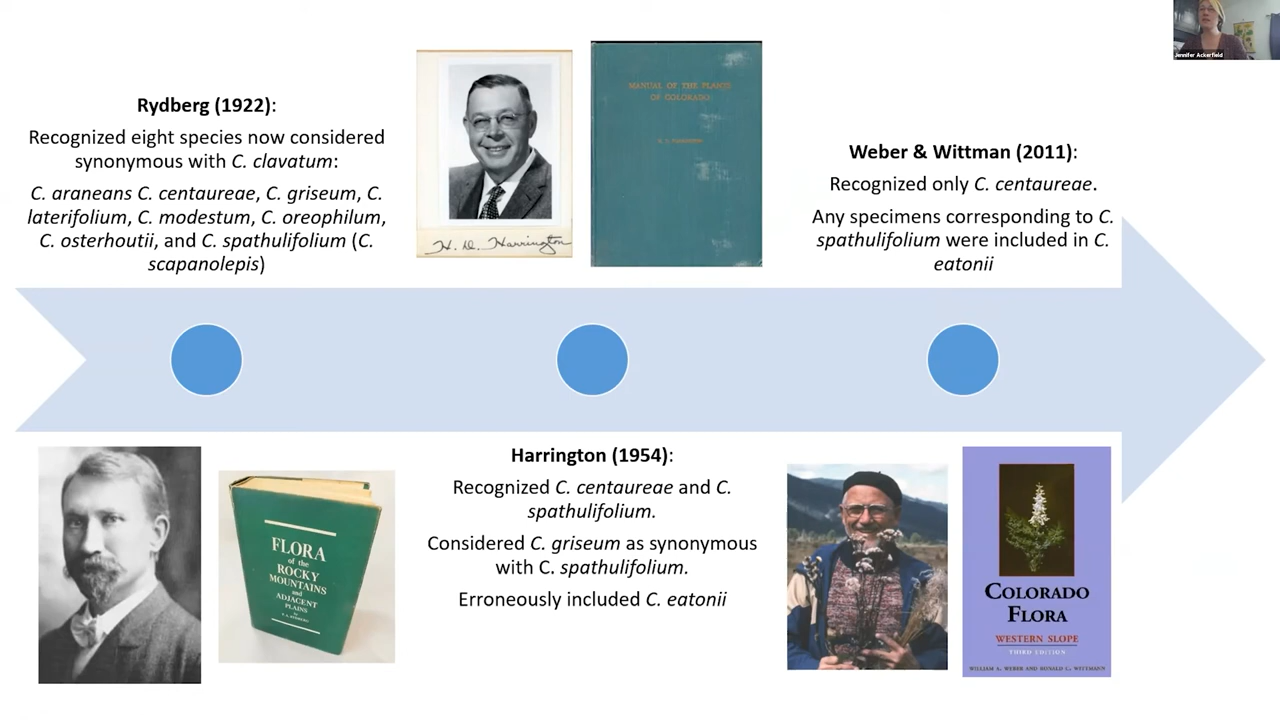 Jennifer Ackerfield
Rydberg (1922):
Recognized eight species now considered
synonymous with C. clavatum:
C. araneans C. centaureae, C. griseum, C.
laterifolium, C. modestum, C. oreophilum,
C. osterhoutii, and C. spathulifolium (C.
scapanolepis)
H. D. Harrington
MANUAL OF THE PLANTS
OF COLORADO
Weber & Wittman (2011):
Recognized only C. centaureae.
Any specimens corresponding to C.
spathulifolium were included in C.
eatonii
FLORA
of the
ROCKY
MOUNTAINS
and
ADJACENT
PLAINS
Harrington (1954):
Recognized C. centaureae and C.
spathulifolium.
Considered C. griseum as synonymous
with C. spathulifolium.
Erroneously included C. eatonii
COLORADO
FLORA
WESTERN SLOPE
THIRD EDITION
WILLIAM A. WEBER AND RONALD C. WITTMANN